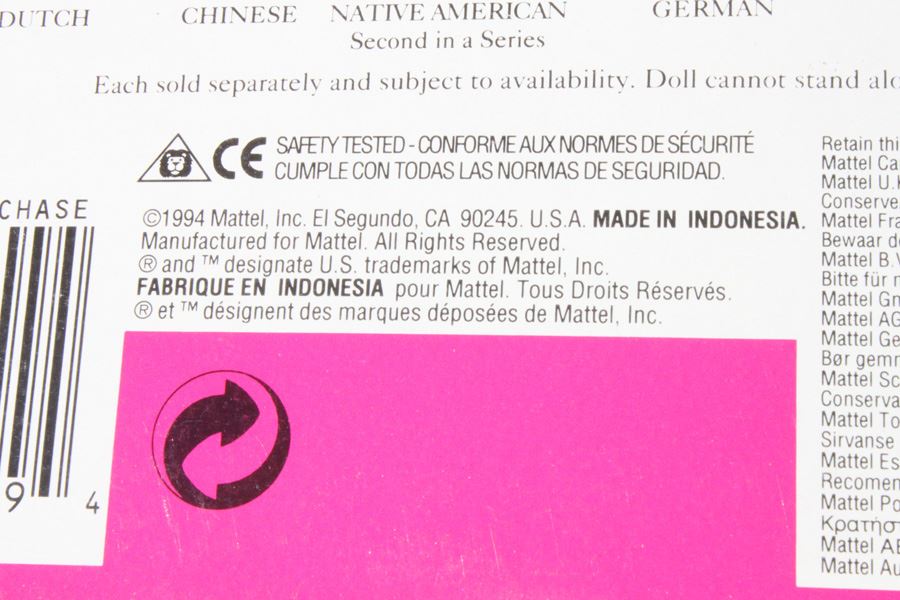 DUTCH CHINESE NATIVE AMERICAN GERMAN
Second in a Series
Each sold separately and subject to availability. Doll cannot stand
CE SAFETY TESTED - CONFORME AUX NORMES DE SÉCURITÉ
CUMPLE CON TODAS LAS NORMAS DE SEGURIDAD.
©1994 Mattel, Inc. El Segundo, CA 90245. U.S.A. MADE IN INDONESIA.
Manufactured for Mattel. All Rights Reserved.
® and ™ designate U.S. trademarks of Mattel, Inc.
FABRIQUE EN INDONESIA pour Mattel. Tous Droits Réservés.
® et ™ désignent des marques déposées de Mattel, Inc.
CHASE
9 4
Retain thi
Mattel Ca
Mattel U.K
Conserve
Mattel Fra
Bewaar de
Mattel B.V
Bitte für
Mattel Gm
Mattel AG
Mattel Ge
Bør gem
Mattel Sc
Conserva
Mattel To
Sirvanse
Mattel Es
Recomen
Mattel Po
Κρατήστ
Mattel AE
Mattel Au